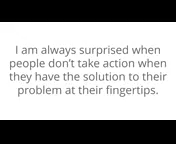 I am always surprised when
people don't take action when
they have the solution to their
problem at their fingertips.